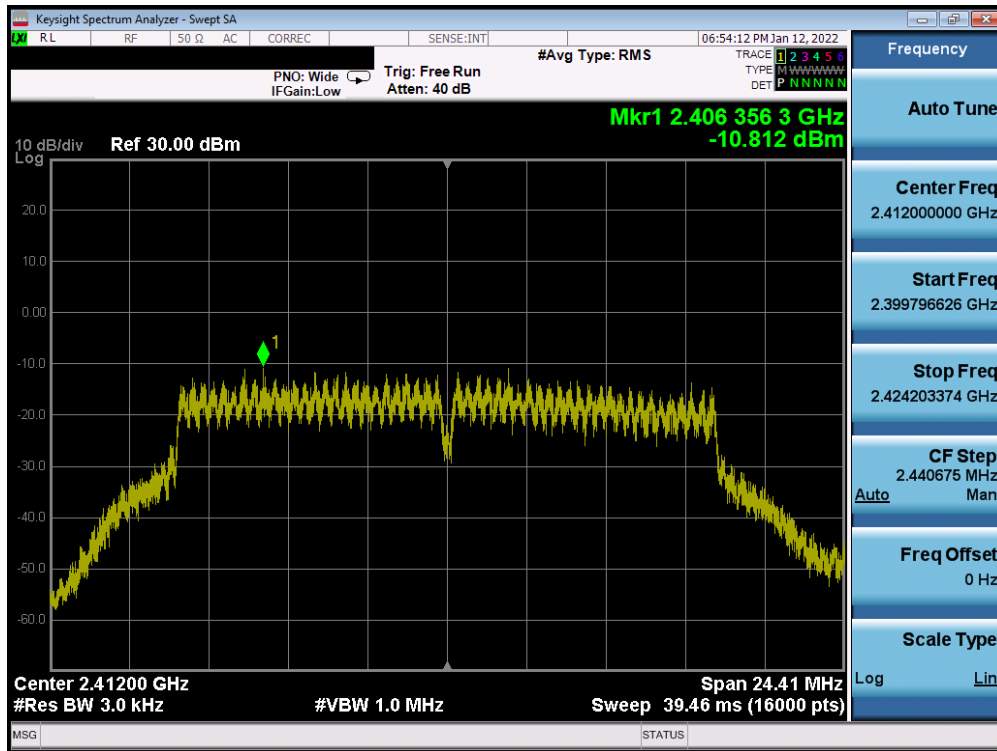 Keysight Spectrum Analyzer - Swept SA
LXI RL RF 50 Ω AC CORREC SENSE:INT 06:54:12 PM Jan 12, 2022
#Avg Type: RMS TRACE 1 2 3 4 5 6
PNO: Wide Trig: Free Run TYPE M WWWWW
IFGain:Low Atten: 40 dB DET P N N N N N
Mkr1 2.406 356 3 GHz
-10.812 dBm
10 dB/div Ref 30.00 dBm
Log
1
20.0
10.0
0.00
-10.0
-20.0
-30.0
-40.0
-50.0
-60.0
Center 2.41200 GHz Span 24.41 MHz
#Res BW 3.0 kHz #VBW 1.0 MHz Sweep 39.46 ms (16000 pts)
MSG STATUS
Frequency
Auto Tune
Center Freq
2.412000000 GHz
Start Freq
2.399796626 GHz
Stop Freq
2.424203374 GHz
CF Step
2.440675 MHz
Auto Man
Freq Offset
0 Hz
Scale Type
Log Lin